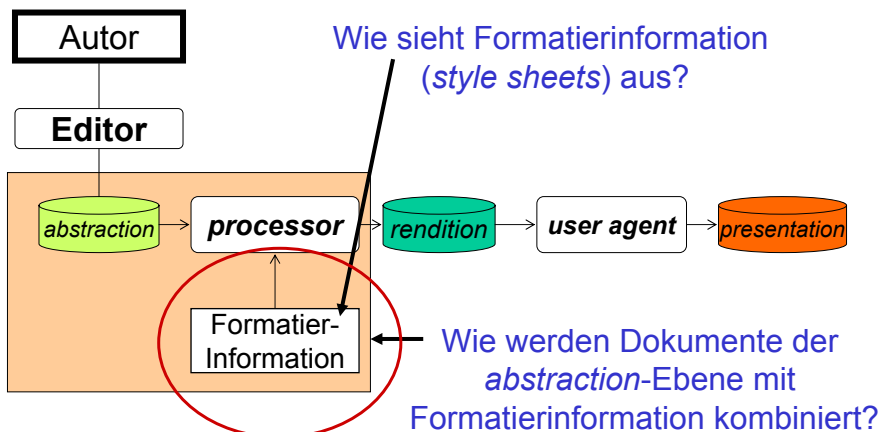 Autor
Wie sieht Formatierinformation
(style sheets) aus?
Editor
abstraction
processor
rendition
user agent
presentation
Formatier-
Information
Wie werden Dokumente der
abstraction-Ebene mit
Formatierinformation kombiniert?